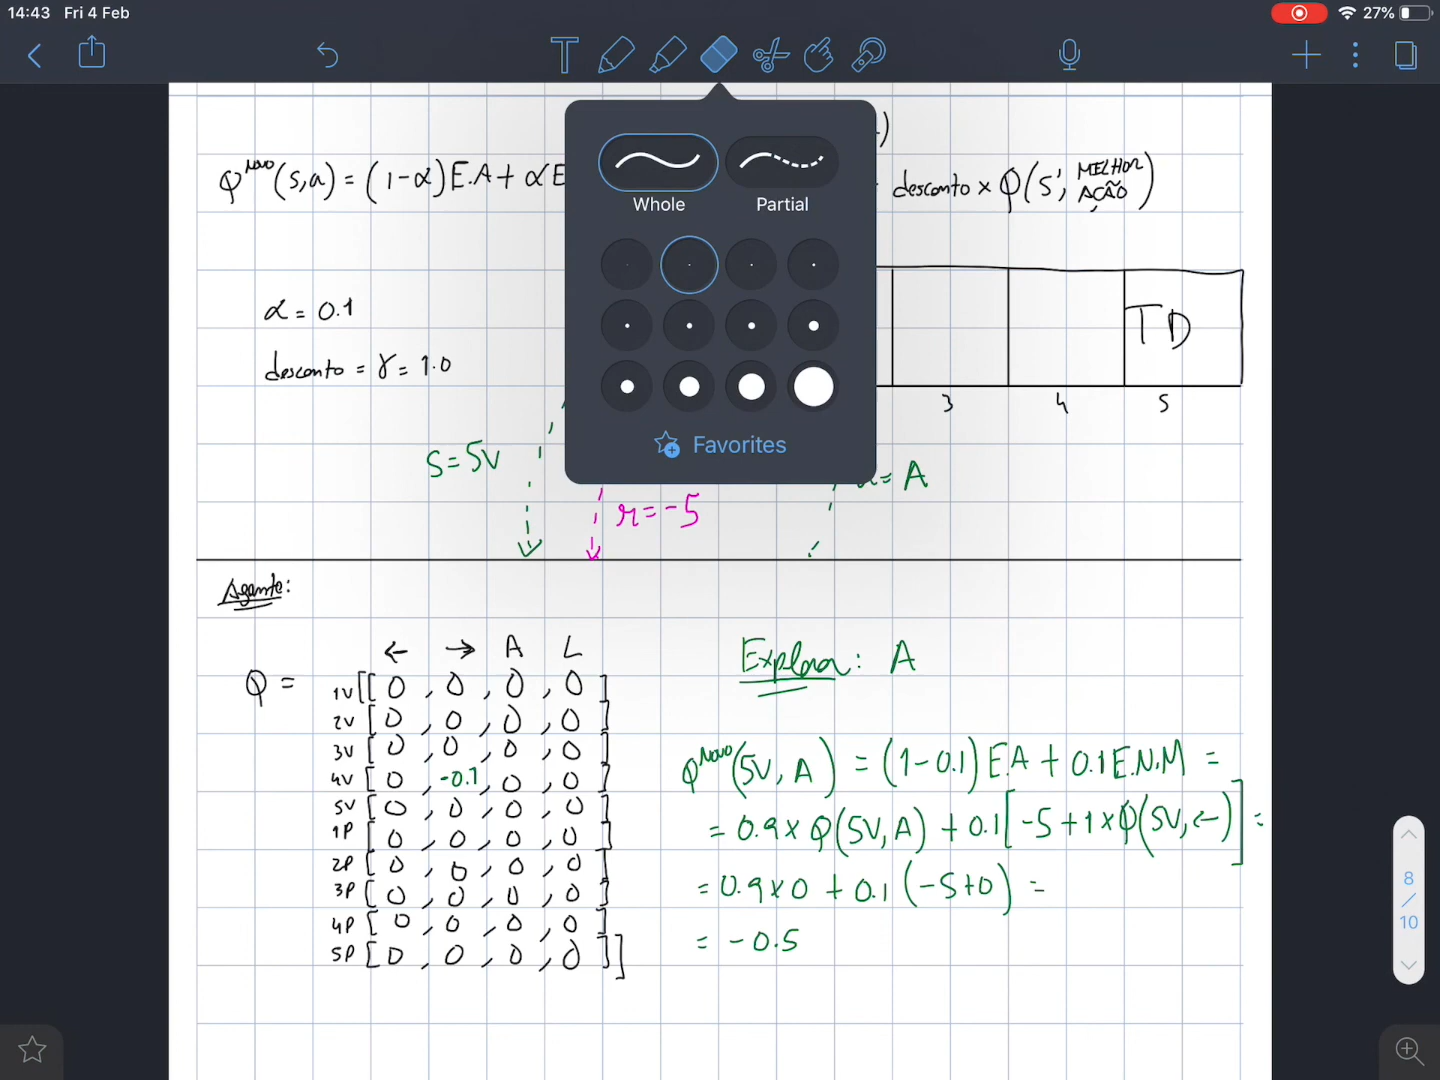 14:43 Fri 4 Feb 27%
Whole Partial
Favorites
Q^NOVO (s,a) = (1-α) E.A + α E
desconto × Q(s', MELHOR AÇÃO)
α = 0.1
desconto = γ = 1.0
TD
3 4 5
S = 5V
r = -5
= A
Agente:
← → A L
Q =
1V [[0, 0, 0, 0]
2V [0, 0, 0, 0]
3V [0, 0, 0, 0]
4V [0, -0.1, 0, 0]
5V [0, 0, 0, 0]
1P [0, 0, 0, 0]
2P [0, 0, 0, 0]
3P [0, 0, 0, 0]
4P [0, 0, 0, 0]
5P [0, 0, 0, 0]]
Explora: A
Q^NOVO (5V, A) = (1-0.1) E.A + 0.1 E.N.M =
= 0.9 × Q(5V, A) + 0.1 [-5 + 1 × Q(5V, ←)] =
= 0.9 × 0 + 0.1 (-5+0) =
= -0.5
8
/
10